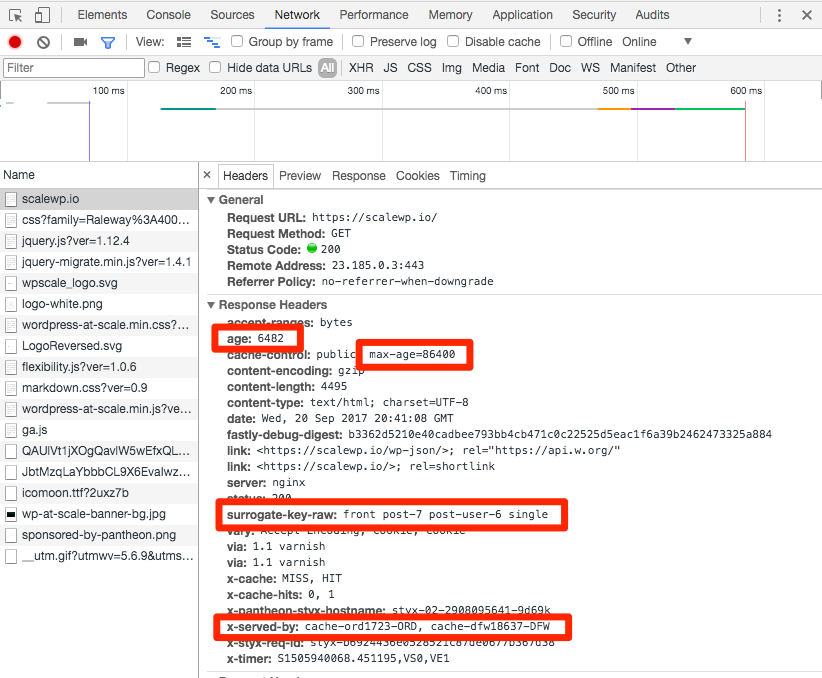 Elements Console Sources Network Performance Memory Application Security Audits
View: Group by frame Preserve log Disable cache Offline Online
Filter Regex Hide data URLs All XHR JS CSS Img Media Font Doc WS Manifest Other
100 ms 200 ms 300 ms 400 ms 500 ms 600 ms
Name
scalewp.io
css?family=Raleway%3A400...
jquery.js?ver=1.12.4
jquery-migrate.min.js?ver=1.4.1
wpscale_logo.svg
logo-white.png
wordpress-at-scale.min.css?...
LogoReversed.svg
flexibility.js?ver=1.0.6
markdown.css?ver=0.9
wordpress-at-scale.min.js?ve...
ga.js
QAUlVt1jXOgQavlW5wEfxQL...
JbtMzqLaYbbbCL9X6EvaIwz...
icomoon.ttf?2uxz7b
wp-at-scale-banner-bg.jpg
sponsored-by-pantheon.png
__utm.gif?utmwv=5.6.9&utms...
Headers Preview Response Cookies Timing
General
Request URL: https://scalewp.io/
Request Method: GET
Status Code: 200
Remote Address: 23.185.0.3:443
Referrer Policy: no-referrer-when-downgrade
Response Headers
accept-ranges: bytes
age: 6482
cache-control: public, max-age=86400
content-encoding: gzip
content-length: 4495
content-type: text/html; charset=UTF-8
date: Wed, 20 Sep 2017 20:41:08 GMT
fastly-debug-digest: b3362d5210e40cadbee793bb4cb471c0c22525d5eac1f6a39b2462473325a884
link: <https://scalewp.io/wp-json/>; rel="https://api.w.org/"
link: <https://scalewp.io/>; rel=shortlink
server: nginx
status: 200
surrogate-key-raw: front post-7 post-user-6 single
vary: Accept-Encoding, Cookie, Cookie
via: 1.1 varnish
via: 1.1 varnish
x-cache: MISS, HIT
x-cache-hits: 0, 1
x-pantheon-styx-hostname: styx-02-2908095641-9d69k
x-served-by: cache-ord1723-ORD, cache-dfw18637-DFW
x-styx-req-id: styx-b6924436e0528521c87de0677b367d38
x-timer: S1505940068.451195,VS0,VE1